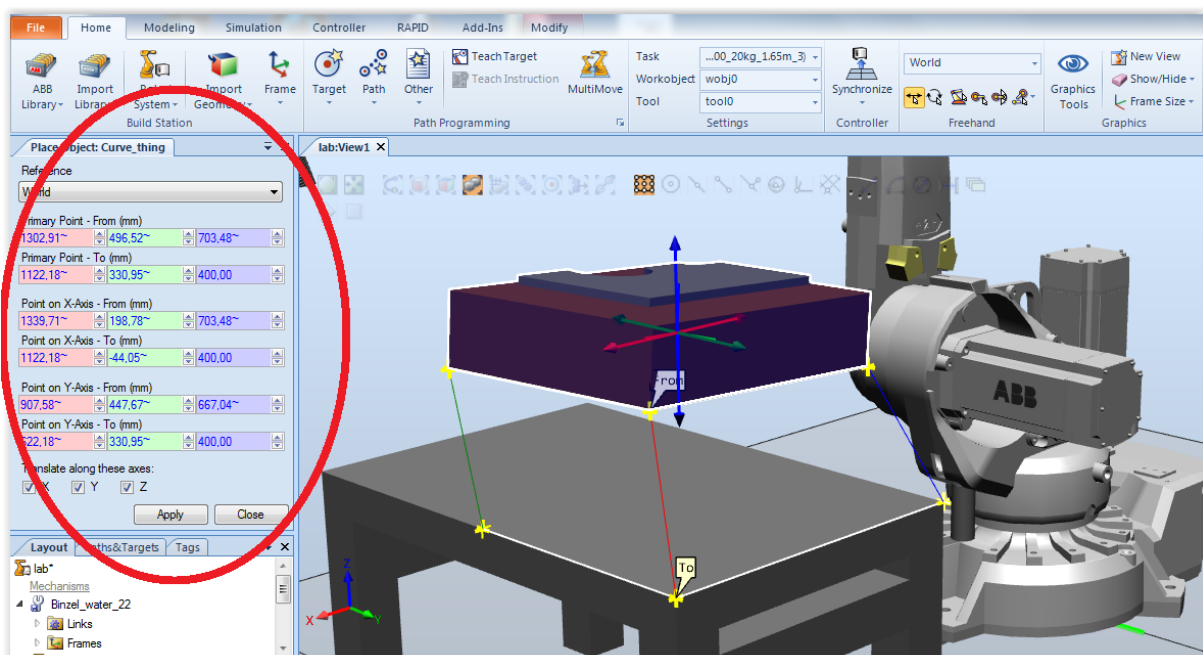 File Home Modeling Simulation Controller RAPID Add-Ins Modify
ABB Library
Import
System
Import
Frame
Target
Path
Other
Teach Target
Teach Instruction
MultiMove
Task ...00_20kg_1.65m_3)
Workobject wobj0
Tool tool0
Synchronize
World
Graphics Tools
New View
Show/Hide
Frame Size
Build Station Path Programming Settings Controller Freehand Graphics
Place Object: Curve_thing
lab:View1
Reference
World
Primary Point - From (mm)
1302,91~ 496,52~ 703,48~
Primary Point - To (mm)
1122,18~ 330,95~ 400,00
Point on X-Axis - From (mm)
1339,71~ 198,78~ 703,48~
Point on X-Axis - To (mm)
1122,18~ -44,05~ 400,00
Point on Y-Axis - From (mm)
907,58~ 447,67~ 667,04~
Point on Y-Axis - To (mm)
622,18~ 330,95~ 400,00
Translate along these axes:
X Y Z
Apply Close
Layout Paths&Targets Tags
lab*
Mechanisms
Binzel_water_22
Links
Frames
From
To
ABB
Z
X
Y